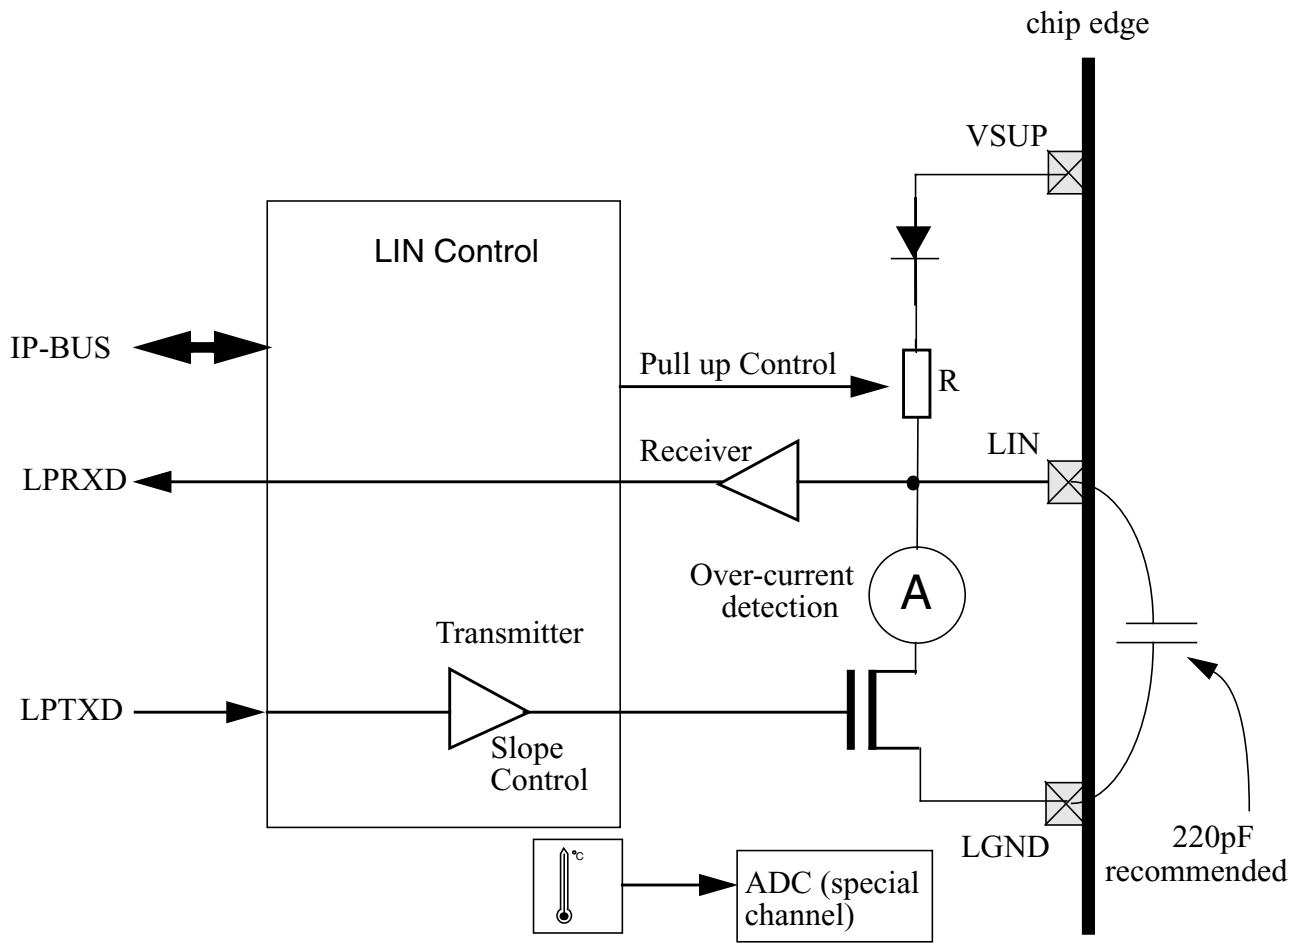 chip edge
VSUP
LIN Control
IP-BUS
Pull up Control
R
Receiver
LIN
LPRXD
Over-current
detection
A
Transmitter
LPTXD
Slope
Control
LGND
220pF
recommended
°C
ADC (special
channel)